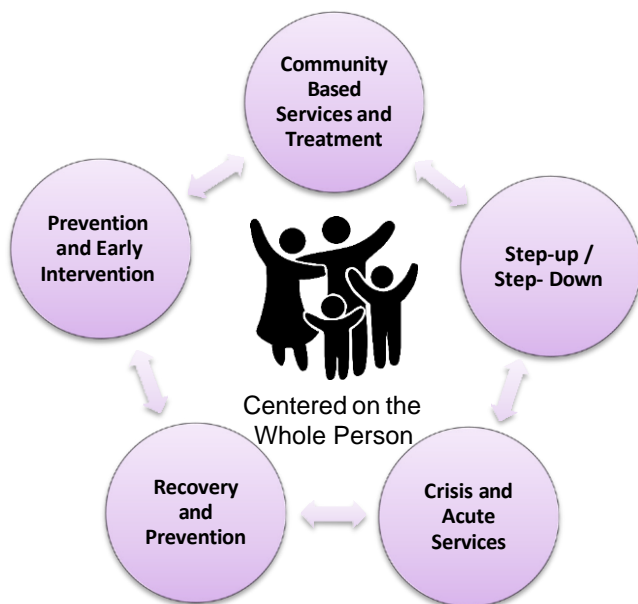 Community
Based
Services and
Treatment
Prevention
and Early
Intervention
Step-up /
Step- Down
Centered on the
Whole Person
Recovery
and
Prevention
Crisis and
Acute
Services